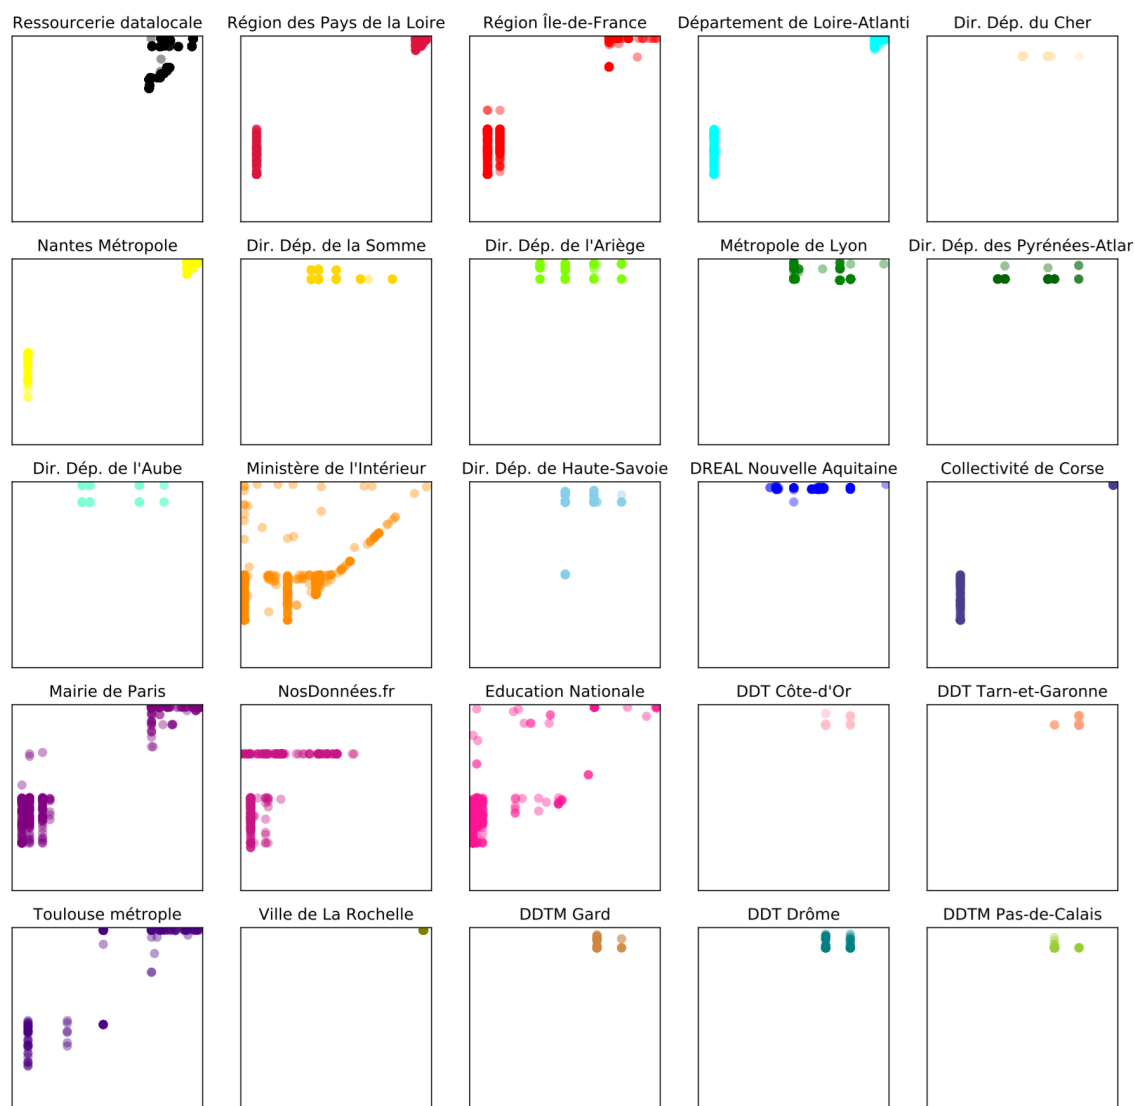 Ressourcerie datalocale
Région des Pays de la Loire
Région Île-de-France
Département de Loire-Atlanti
Dir. Dép. du Cher
Nantes Métropole
Dir. Dép. de la Somme
Dir. Dép. de l'Ariège
Métropole de Lyon
Dir. Dép. des Pyrénées-Atlan
Dir. Dép. de l'Aube
Ministère de l'Intérieur
Dir. Dép. de Haute-Savoie
DREAL Nouvelle Aquitaine
Collectivité de Corse
Mairie de Paris
NosDonnées.fr
Education Nationale
DDT Côte-d'Or
DDT Tarn-et-Garonne
Toulouse métrople
Ville de La Rochelle
DDTM Gard
DDT Drôme
DDTM Pas-de-Calais